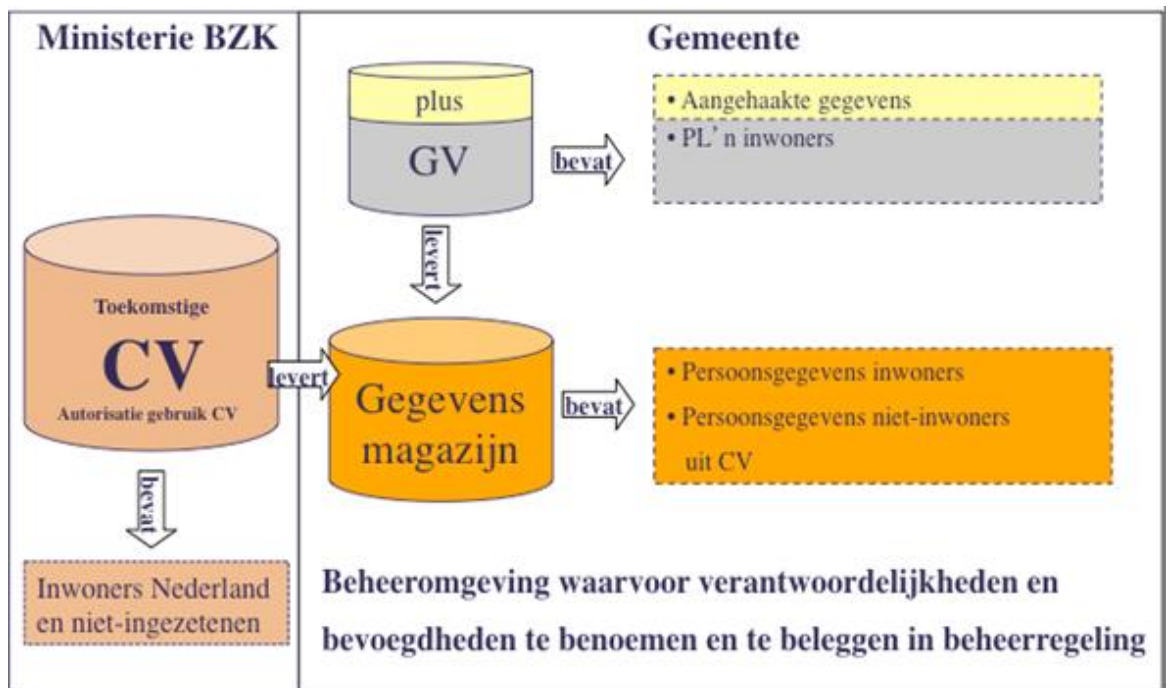 Ministerie BZK
Gemeente
plus
GV
bevat
• Aangehaakte gegevens
• PL'n inwoners
levert
Toekomstige
CV
Autorisatie gebruik CV
levert
Gegevens
magazijn
bevat
• Persoonsgegevens inwoners
• Persoonsgegevens niet-inwoners
uit CV
bevat
Inwoners Nederland
en niet-ingezetenen
Beheeromgeving waarvoor verantwoordelijkheden en
bevoegdheden te benoemen en te beleggen in beheerregeling